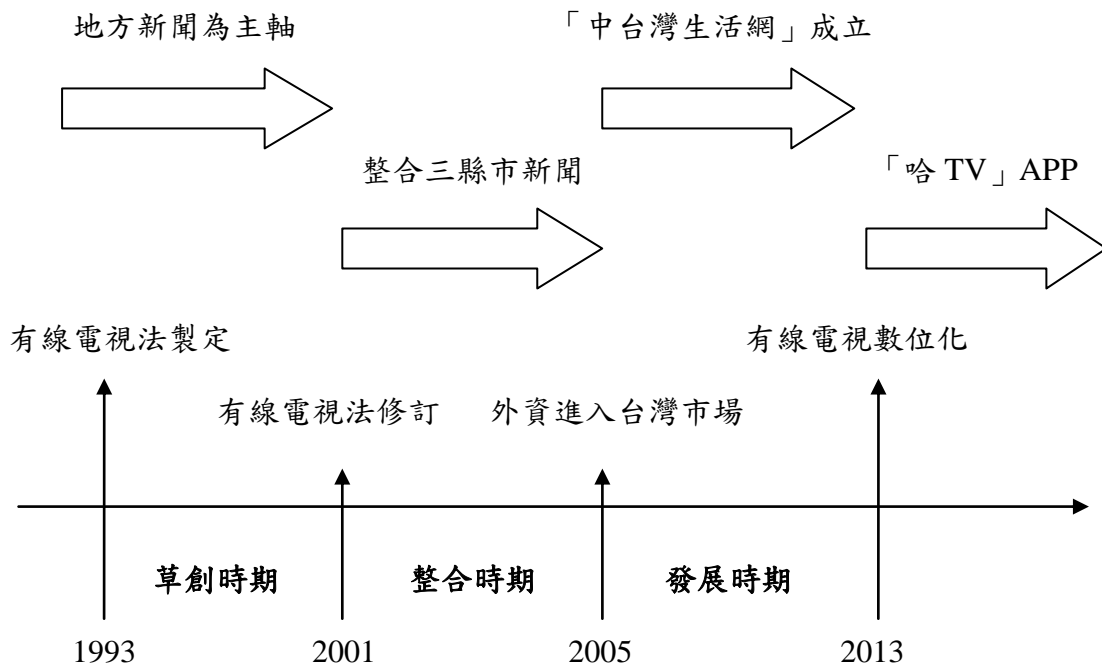 地方新聞為主軸
「中台灣生活網」成立
整合三縣市新聞
「哈 TV」APP
有線電視法製定
有線電視數位化
有線電視法修訂
外資進入台灣市場
草創時期
整合時期
發展時期
1993
2001
2005
2013